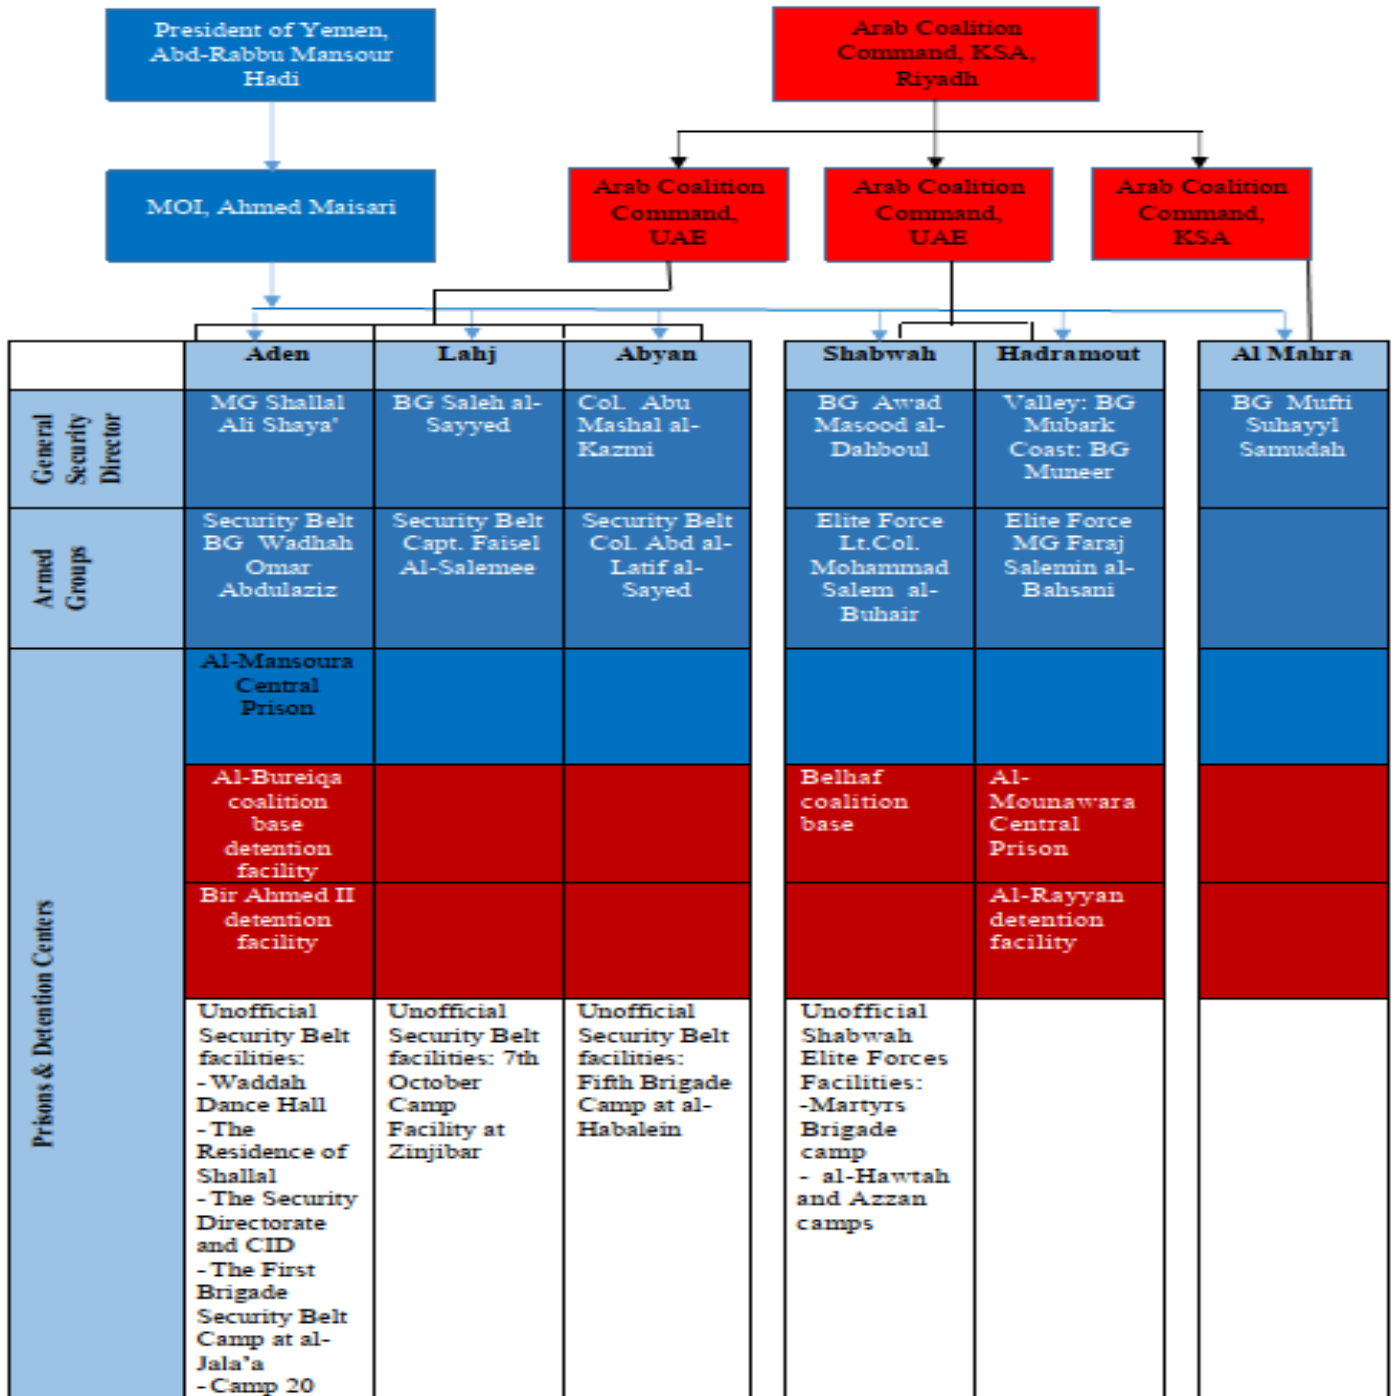 President of Yemen,
Abd-Rabbu Mansour
Hadi
Arab Coalition
Command, KSA,
Riyadh
MOI, Ahmed Maisari
Arab Coalition
Command,
UAE
Arab Coalition
Command,
UAE
Arab Coalition
Command,
KSA
Aden
Lahj
Abyan
Shabwah
Hadramout
Al Mahra
General
Security
Director
MG Shallal
Ali Shaya'
BG Saleh al-
Sayyed
Col. Abu
Mashal al-
Kazmi
BG Awad
Masood al-
Dahboul
Valley: BG
Mubark
Coast: BG
Muneer
BG Mufti
Suhayyl
Samudah
Armed
Groups
Security Belt
BG Wadhah
Omar
Abdulaziz
Security Belt
Capt. Faisel
Al-Salemee
Security Belt
Col. Abd al-
Latif al-
Sayed
Elite Force
Lt.Col.
Mohammad
Salem al-
Buhair
Elite Force
MG Faraj
Salemin al-
Bahsani
Prisons & Detention Centers
Al-Mansoura
Central
Prison
Al-Bureiqa
coalition
base
detention
facility
Belhaf
coalition
base
Al-
Mounawara
Central
Prison
Bir Ahmed II
detention
facility
Al-Rayyan
detention
facility
Unofficial
Security Belt
facilities:
- Waddah
Dance Hall
- The
Residence of
Shallal
- The Security
Directorate
and CID
- The First
Brigade
Security Belt
Camp at al-
Jala’a
- Camp 20
Unofficial
Security Belt
facilities: 7th
October
Camp
Facility at
Zinjibar
Unofficial
Security Belt
facilities:
Fifth Brigade
Camp at al-
Habalein
Unofficial
Shabwah
Elite Forces
Facilities:
-Martyrs
Brigade
camp
- al-Hawtah
and Azzan
camps